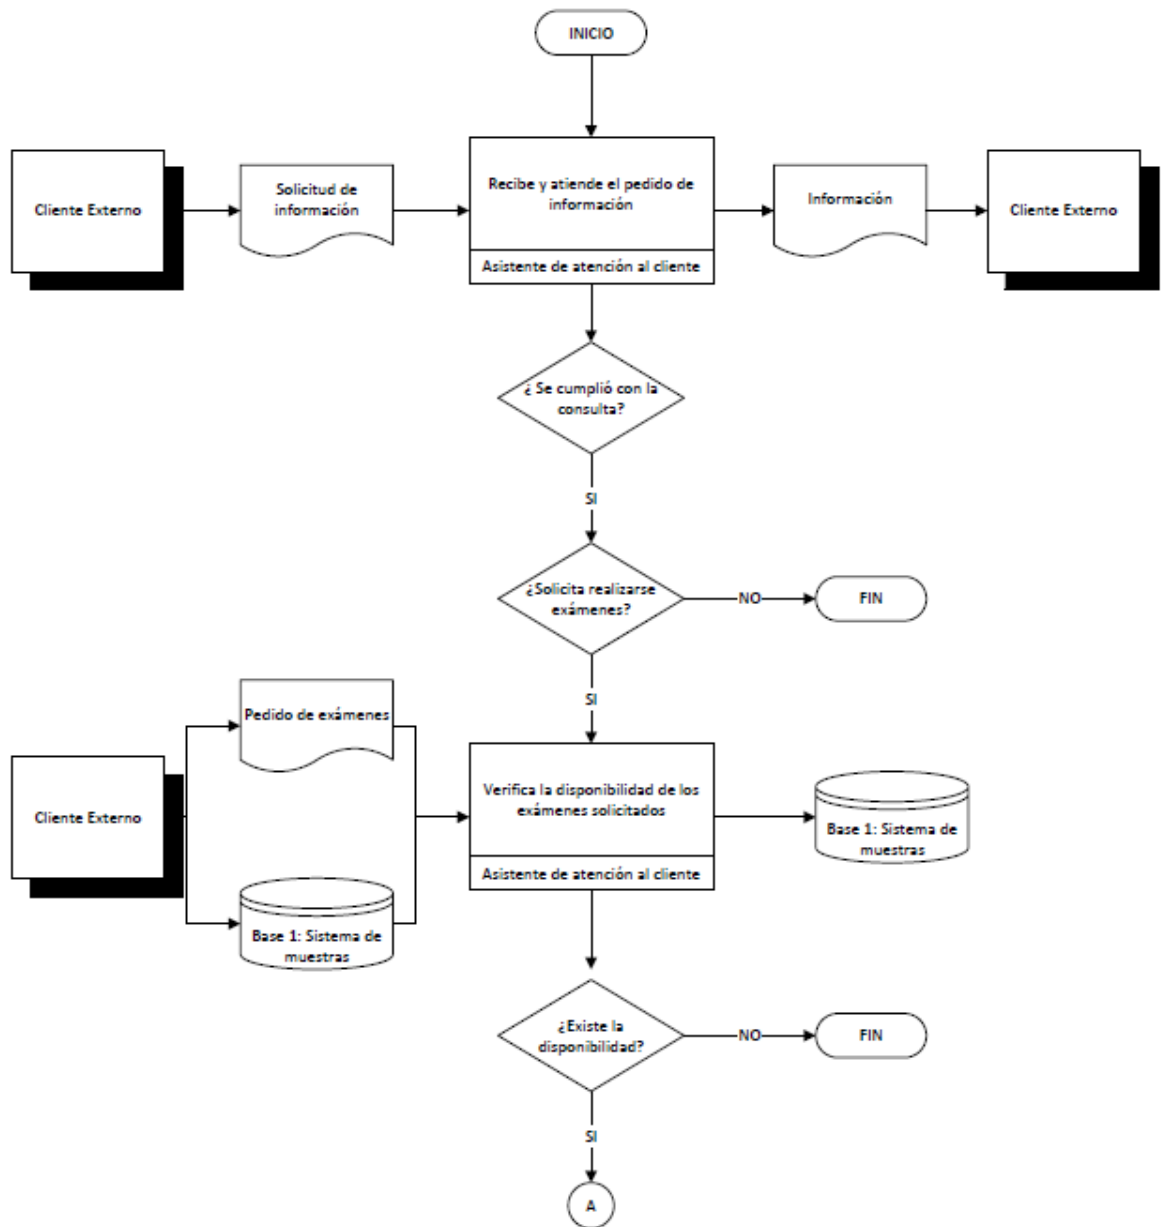 INICIO
Cliente Externo
Solicitud de
información
Recibe y atiende el pedido de
información
Asistente de atención al cliente
Información
Cliente Externo
¿ Se cumplió con la
consulta?
SI
¿Solicita realizarse
exámenes?
NO
FIN
SI
Cliente Externo
Pedido de exámenes
Base 1: Sistema de
muestras
Verifica la disponibilidad de los
exámenes solicitados
Asistente de atención al cliente
Base 1: Sistema de
muestras
¿Existe la
disponibilidad?
NO
FIN
SI
A